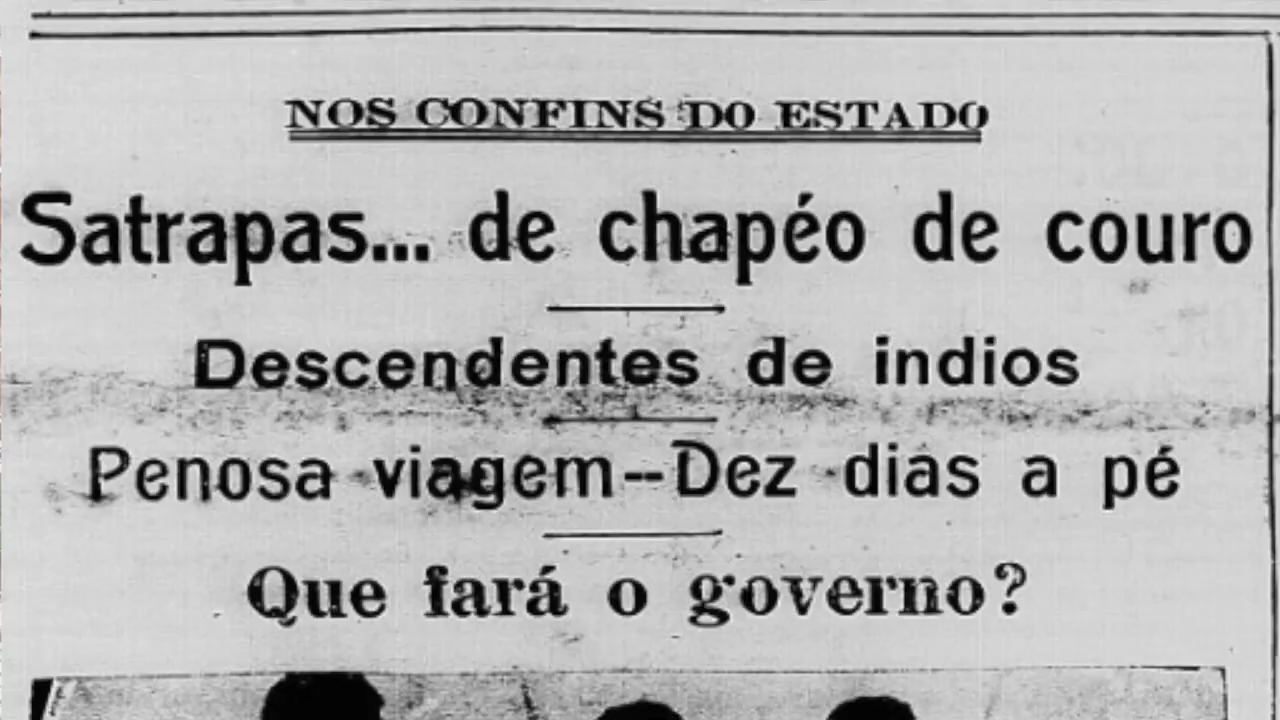 NOS CONFINS DO ESTADO
Satrapas... de chapéo de couro
Descendentes de indios
Penosa viagem--Dez dias a pé
Que fará o governo?